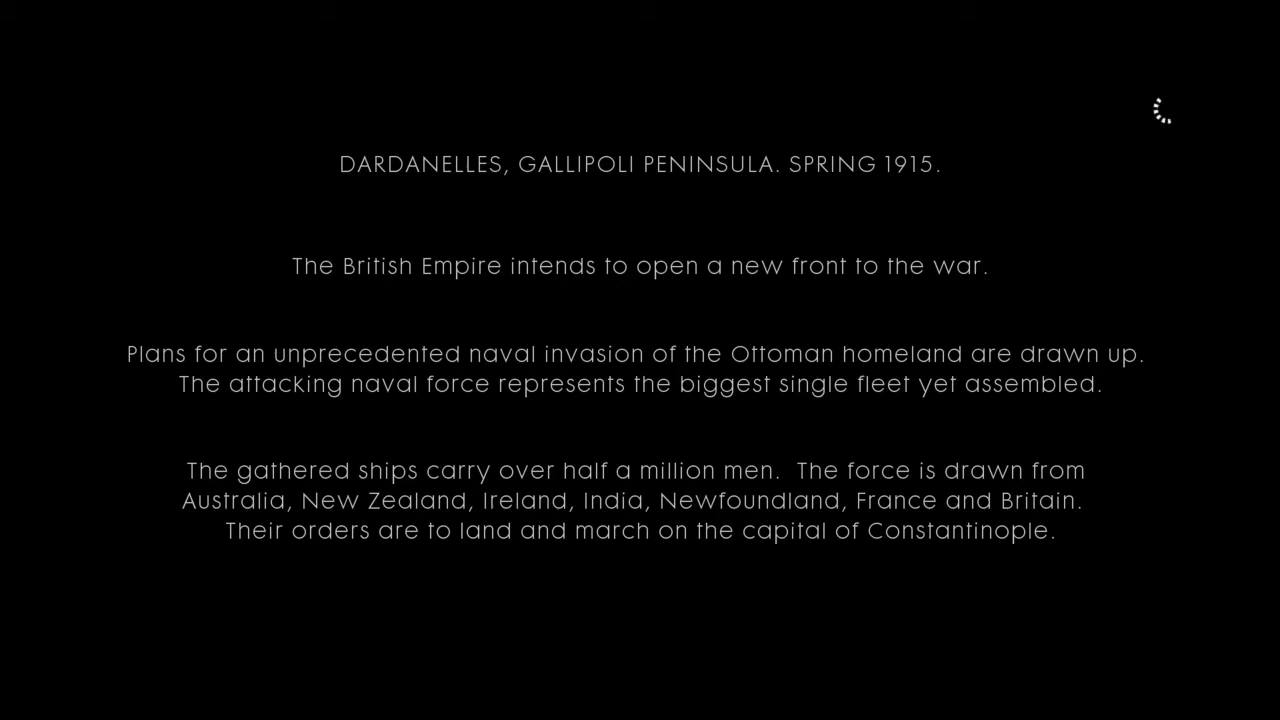 DARDANELLES, GALLIPOLI PENINSULA. SPRING 1915.
The British Empire intends to open a new front to the war.
Plans for an unprecedented naval invasion of the Ottoman homeland are drawn up.
The attacking naval force represents the biggest single fleet yet assembled.
The gathered ships carry over half a million men.  The force is drawn from
Australia, New Zealand, Ireland, India, Newfoundland, France and Britain.
Their orders are to land and march on the capital of Constantinople.